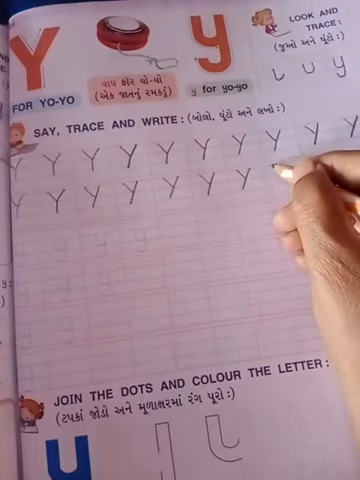 Y
y
LOOK AND
TRACE:
(જુઓ અને ઘૂંટો:)
υ υ y
FOR YO-YO
વાય ફોર યો-યો
(એક જાતનું રમકડું)
y for yo-yo
SAY, TRACE AND WRITE: (બોલો, ઘૂંટો અને લખો:)
Y Y Y Y Y Y Y Y Y Y
Y Y Y Y Y Y Y
y y y
y y
JOIN THE DOTS AND COLOUR THE LETTER:
(ટપકાં જોડો અને મૂળાક્ષરમાં રંગ પૂરો:)